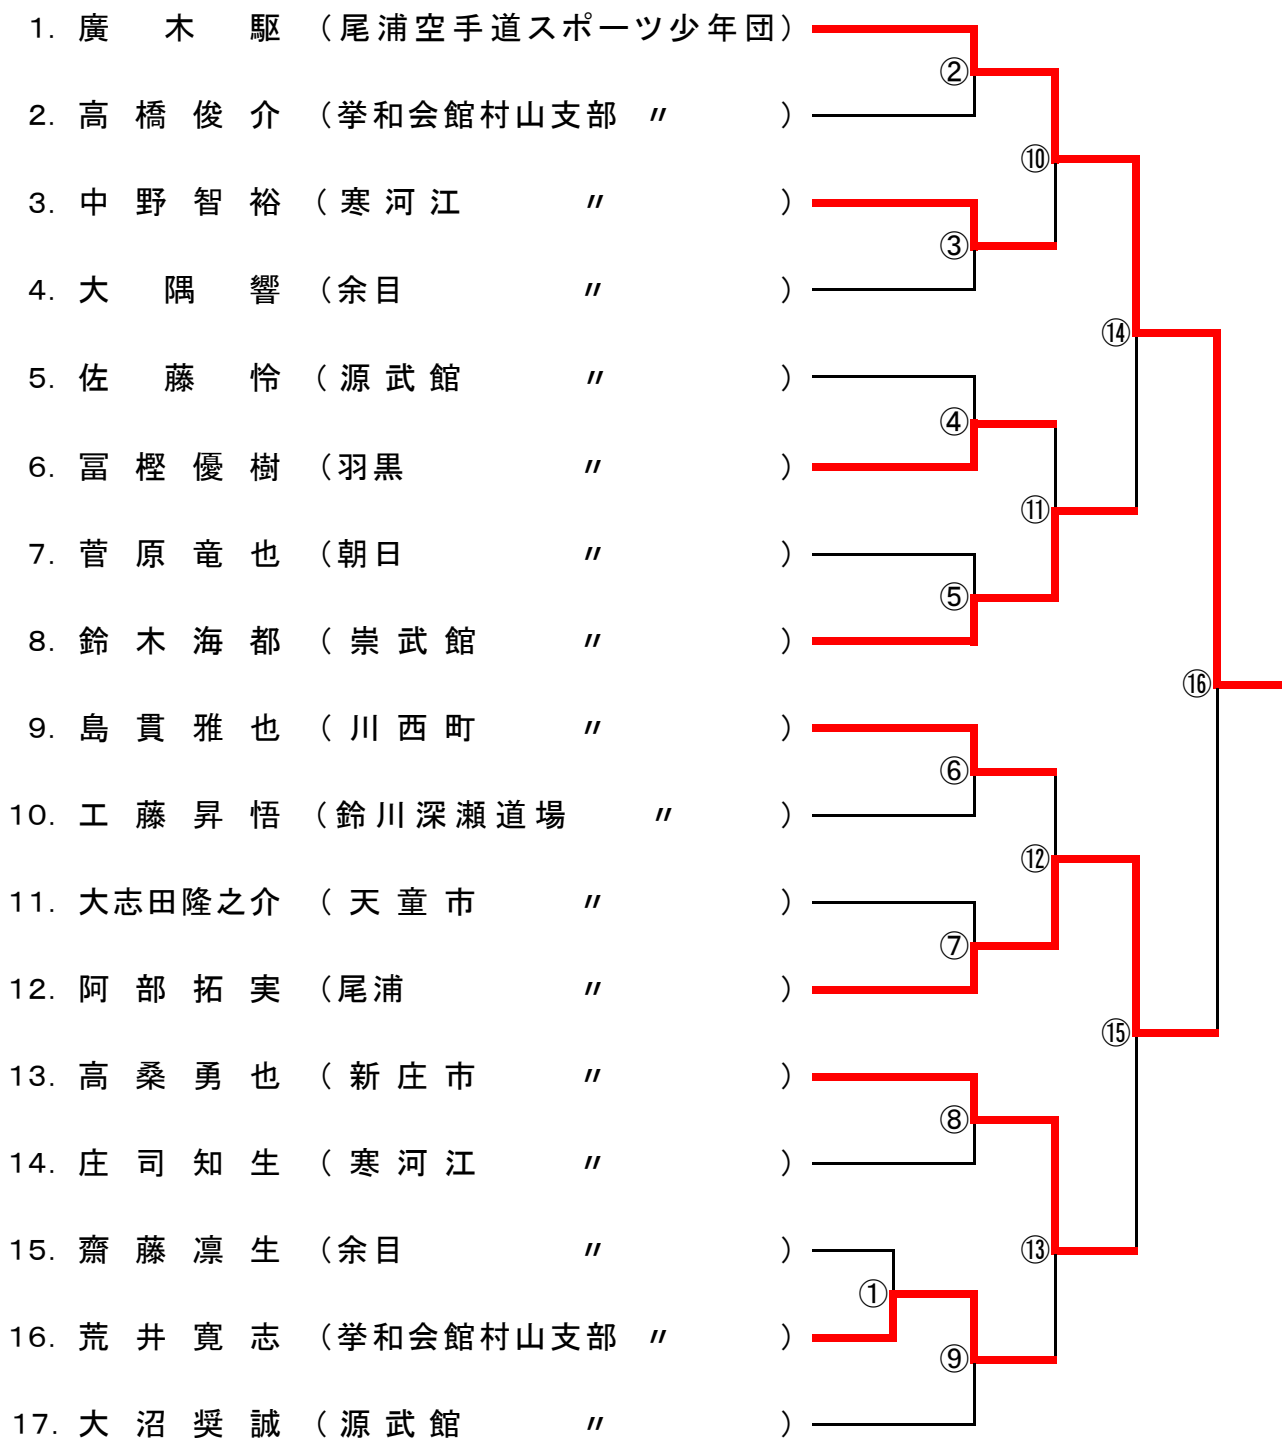 1. 廣木駆 (尾浦空手道スポーツ少年団)
②
2. 高橋俊介 (挙和会館村山支部 〃 )
⑩
3. 中野智裕 (寒河江 〃 )
③
4. 大隅響 (余目 〃 )
⑭
5. 佐藤怜 (源武館 〃 )
④
6. 冨樫優樹 (羽黒 〃 )
⑪
7. 菅原竜也 (朝日 〃 )
⑤
8. 鈴木海都 (崇武館 〃 )
⑯
9. 島貫雅也 (川西町 〃 )
⑥
10. 工藤昇悟 (鈴川深瀬道場 〃 )
⑫
11. 大志田隆之介 (天童市 〃 )
⑦
12. 阿部拓実 (尾浦 〃 )
⑮
13. 高桑勇也 (新庄市 〃 )
⑧
14. 庄司知生 (寒河江 〃 )
15. 齋藤凛生 (余目 〃 )
⑬
①
16. 荒井寛志 (挙和会館村山支部 〃 )
⑨
17. 大沼奨誠 (源武館 〃 )